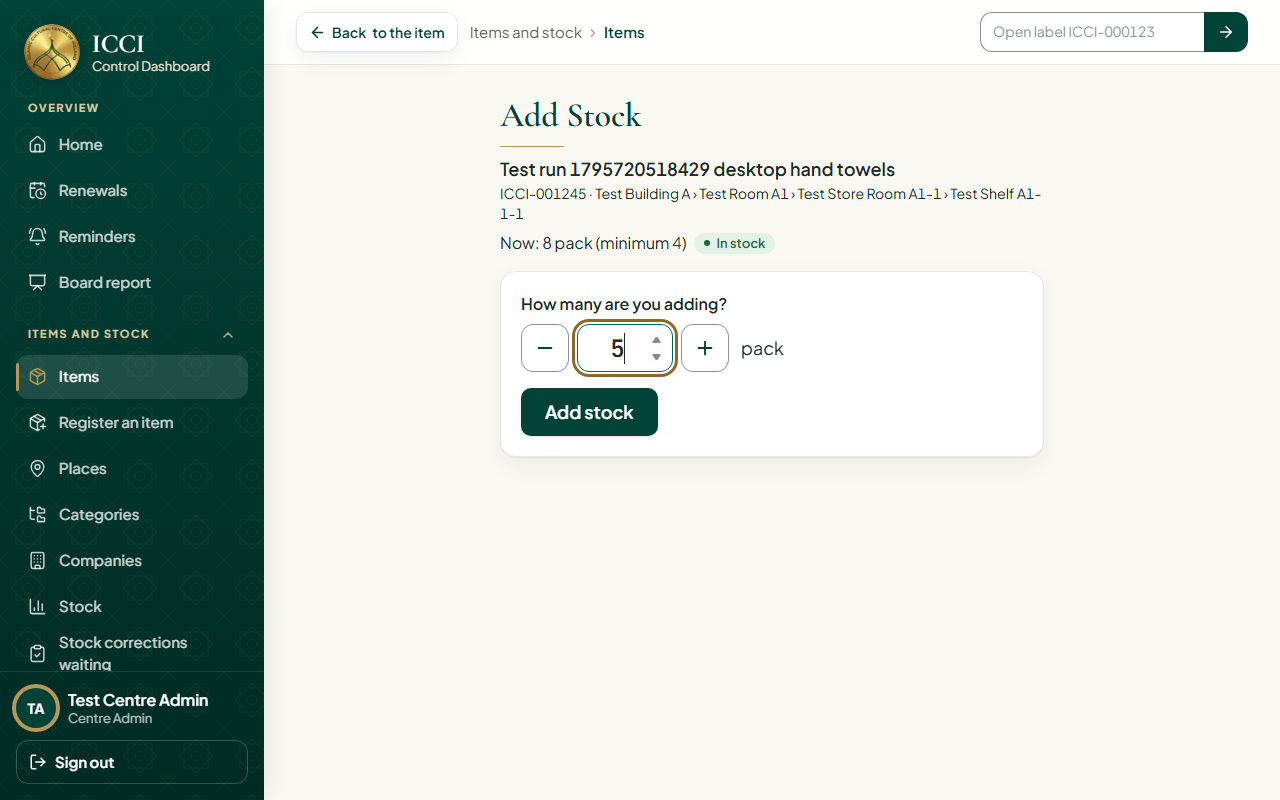 ICCI
Control Dashboard
OVERVIEW
Home
Renewals
Reminders
Board report
ITEMS AND STOCK
Items
Register an item
Places
Categories
Companies
Stock
Stock corrections
waiting
TA
Test Centre Admin
Centre Admin
Sign out
Back to the item
Items and stock › Items
Open label ICCI-000123
Add Stock
Test run 1795720518429 desktop hand towels
ICCI-001245 · Test Building A › Test Room A1 › Test Store Room A1-1 › Test Shelf A1-
1-1
Now: 8 pack (minimum 4) In stock
How many are you adding?
5 pack
Add stock